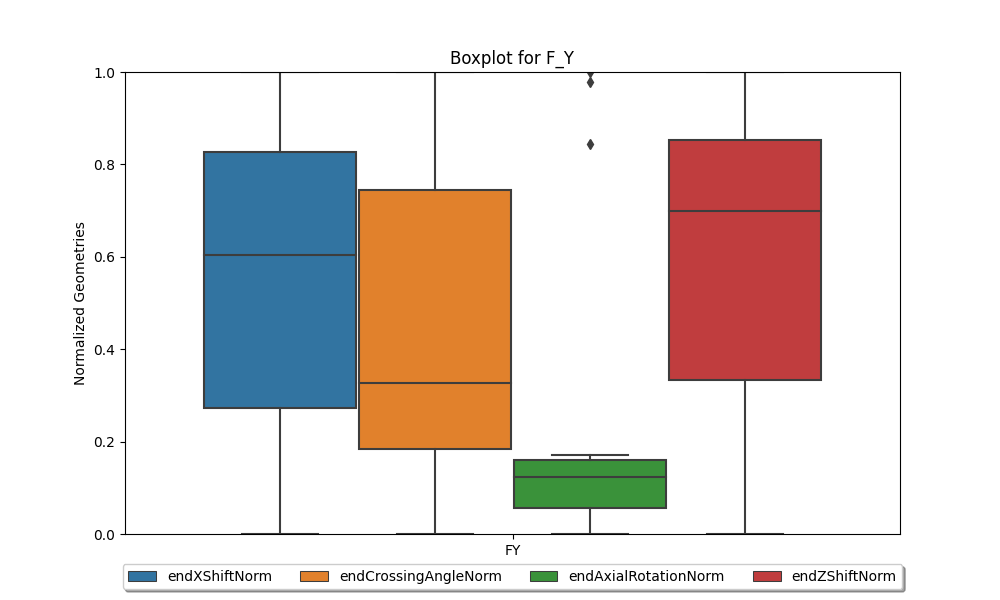 Boxplot for F_Y
1.0
0.8
0.6
0.4
0.2
0.0
Normalized Geometries
FY
endXShiftNorm endCrossingAngleNorm endAxialRotationNorm endZShiftNorm